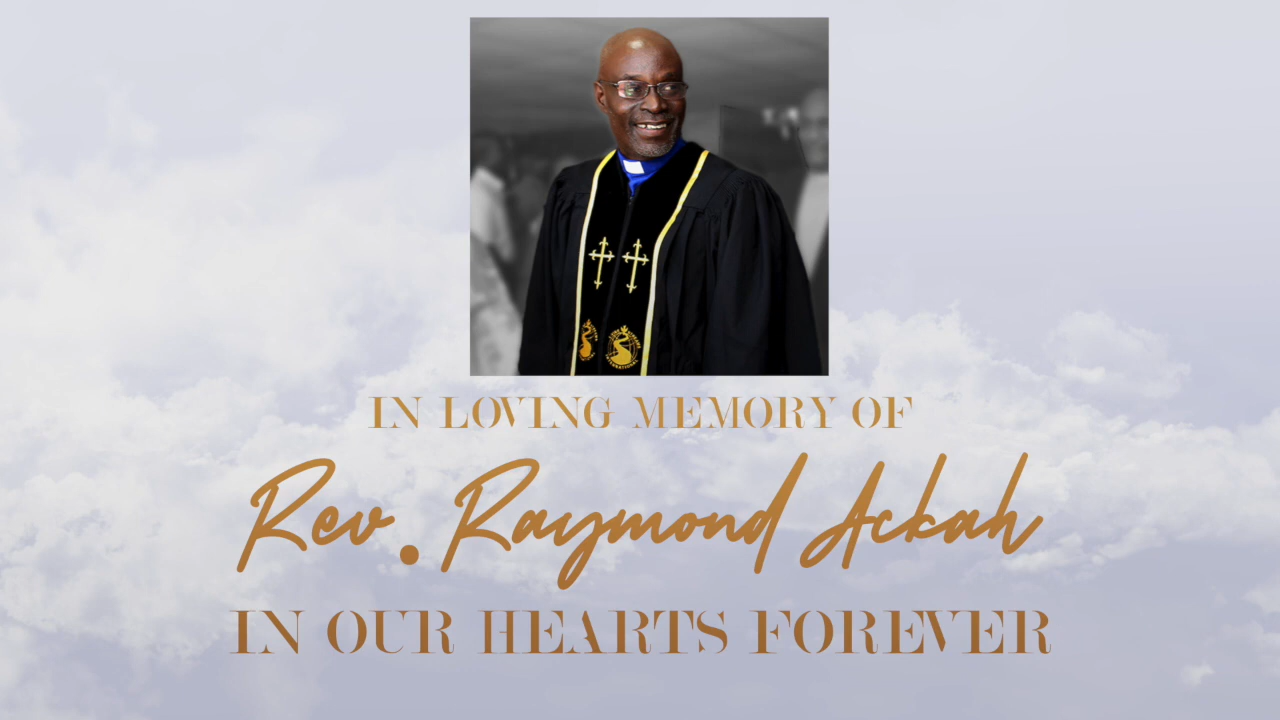 IN LOVING MEMORY OF
Rev. Raymond Ackah
IN OUR HEARTS FOREVER